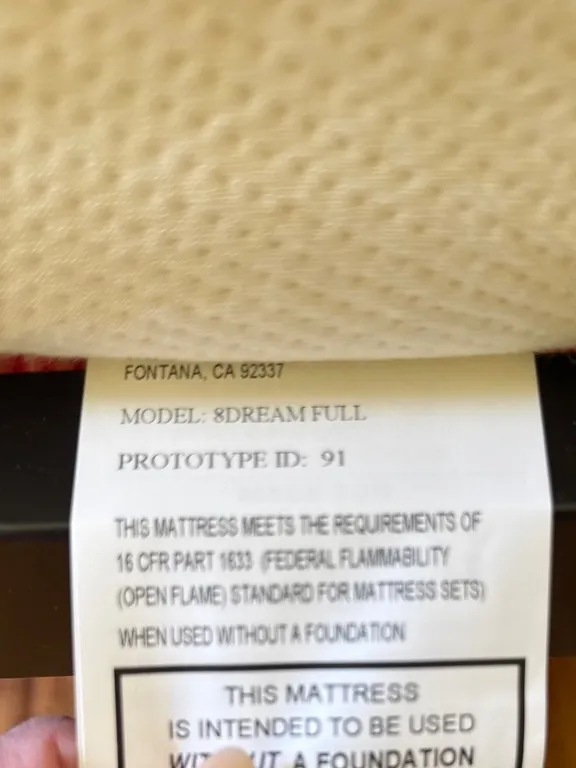 FONTANA, CA 92337
MODEL: 8DREAM FULL
PROTOTYPE ID: 91
THIS MATTRESS MEETS THE REQUIREMENTS OF
16 CFR PART 1633 (FEDERAL FLAMMABILITY
(OPEN FLAME) STANDARD FOR MATTRESS SETS)
WHEN USED WITHOUT A FOUNDATION
THIS MATTRESS
IS INTENDED TO BE USED
WITHOUT A FOUNDATION